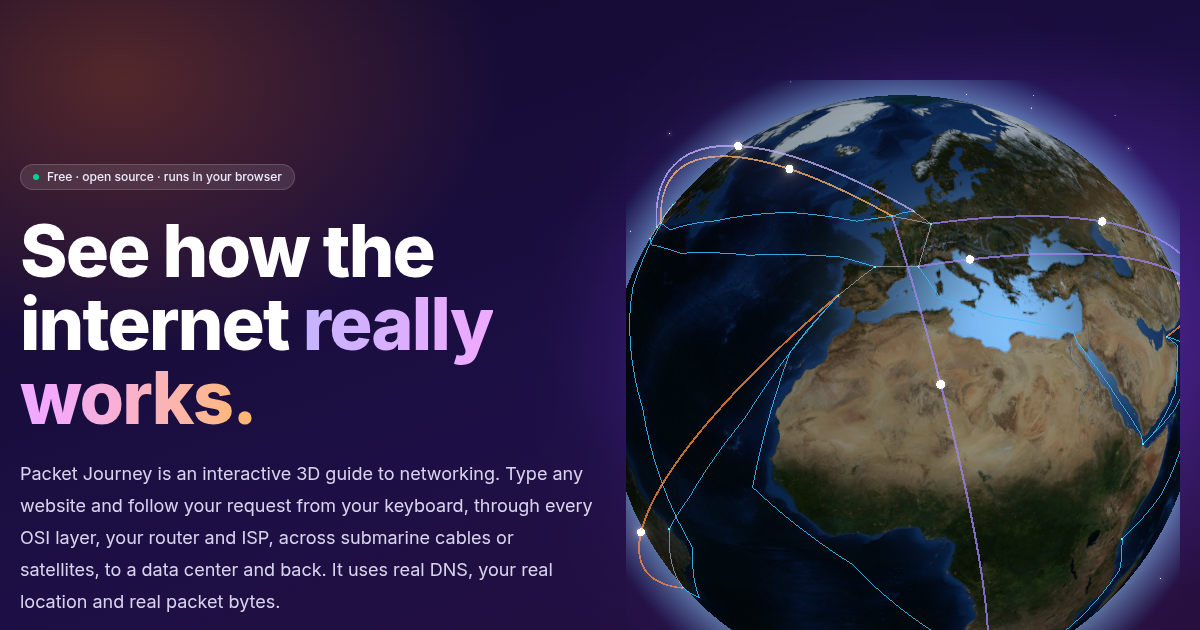 Free · open source · runs in your browser
See how the
internet really
works.
Packet Journey is an interactive 3D guide to networking. Type any
website and follow your request from your keyboard, through every
OSI layer, your router and ISP, across submarine cables or
satellites, to a data center and back. It uses real DNS, your real
location and real packet bytes.